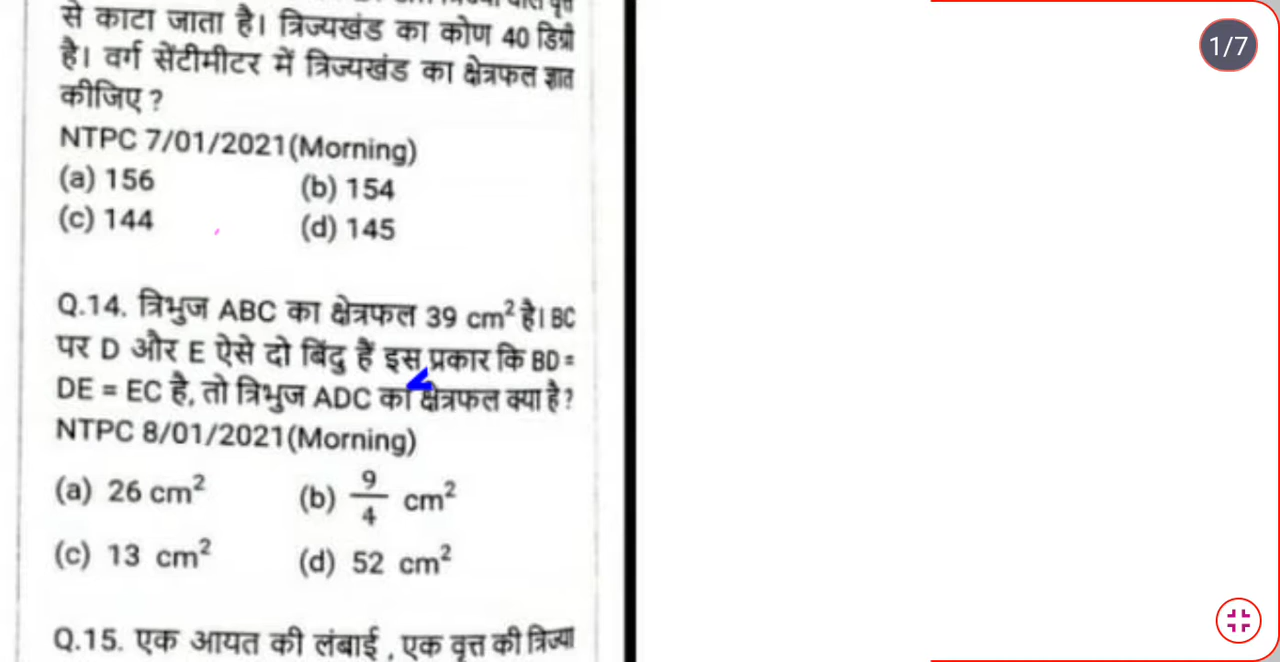 से काटा जाता है। त्रिज्यखंड का कोण 40 डिग्री
है। वर्ग सेंटीमीटर में त्रिज्यखंड का क्षेत्रफल ज्ञात
कीजिए ?
NTPC 7/01/2021(Morning)
(a) 156 (b) 154
(c) 144 (d) 145
Q.14. त्रिभुज ABC का क्षेत्रफल 39 cm² है। BC
पर D और E ऐसे दो बिंदु हैं इस प्रकार कि BD =
DE = EC है, तो त्रिभुज ADC का क्षेत्रफल क्या है?
NTPC 8/01/2021(Morning)
(a) 26 cm² (b) 9/4 cm²
(c) 13 cm² (d) 52 cm²
Q.15. एक आयत की लंबाई , एक वृत्त की त्रिज्या
1/7